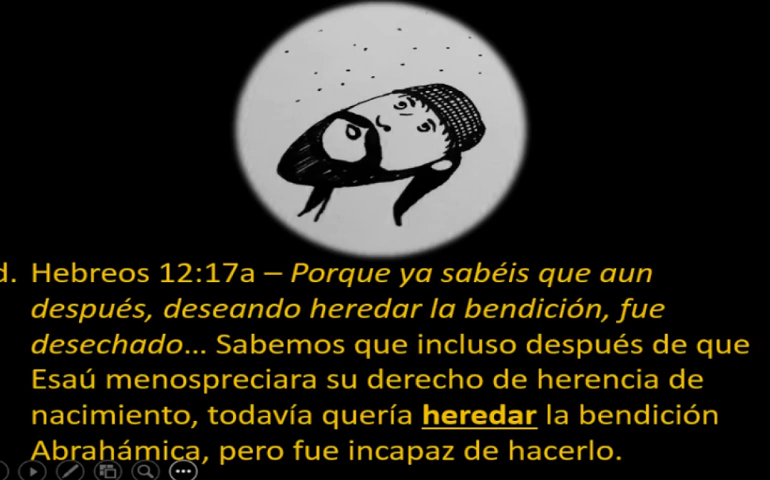 d. Hebreos 12:17a – Porque ya sabéis que aun
después, deseando heredar la bendición, fue
desechado... Sabemos que incluso después de que
Esaú menospreciara su derecho de herencia de
nacimiento, todavía quería heredar la bendición
Abrahámica, pero fue incapaz de hacerlo.